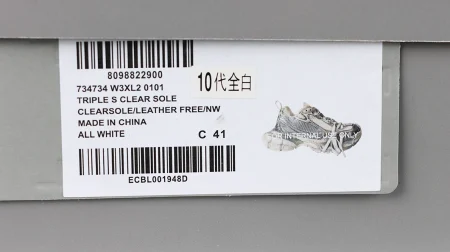 8098822900
734734 W3XL2 0101
10代全白
TRIPLE S CLEAR SOLE
CLEARSOLE/LEATHER FREE/NW
MADE IN CHINA
ALL WHITE
C 41
FOR INTERNAL USE ONLY
ECBL001948D